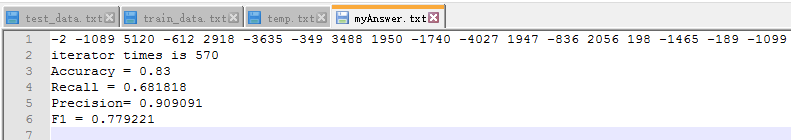 test_data.txt train_data.txt temp.txt myAnswer.txt
1 -2 -1089 5120 -612 2918 -3635 -349 3488 1950 -1740 -4027 1947 -836 2056 198 -1465 -189 -1099
2 iterator times is 570
3 Accuracy = 0.83
4 Recall = 0.681818
5 Precision= 0.909091
6 F1 = 0.779221
7